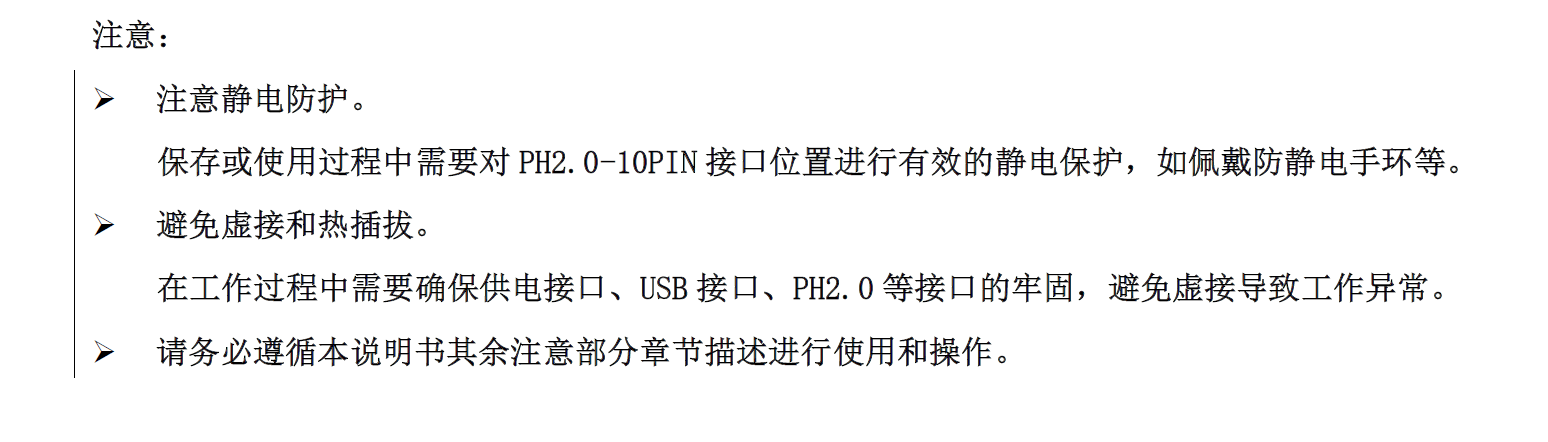 注意：
➢ 注意静电防护。
保存或使用过程中需要对 PH2.0-10PIN 接口位置进行有效的静电保护，如佩戴防静电手环等。
➢ 避免虚接和热插拔。
在工作过程中需要确保供电接口、USB 接口、PH2.0 等接口的牢固，避免虚接导致工作异常。
➢ 请务必遵循本说明书其余注意部分章节描述进行使用和操作。